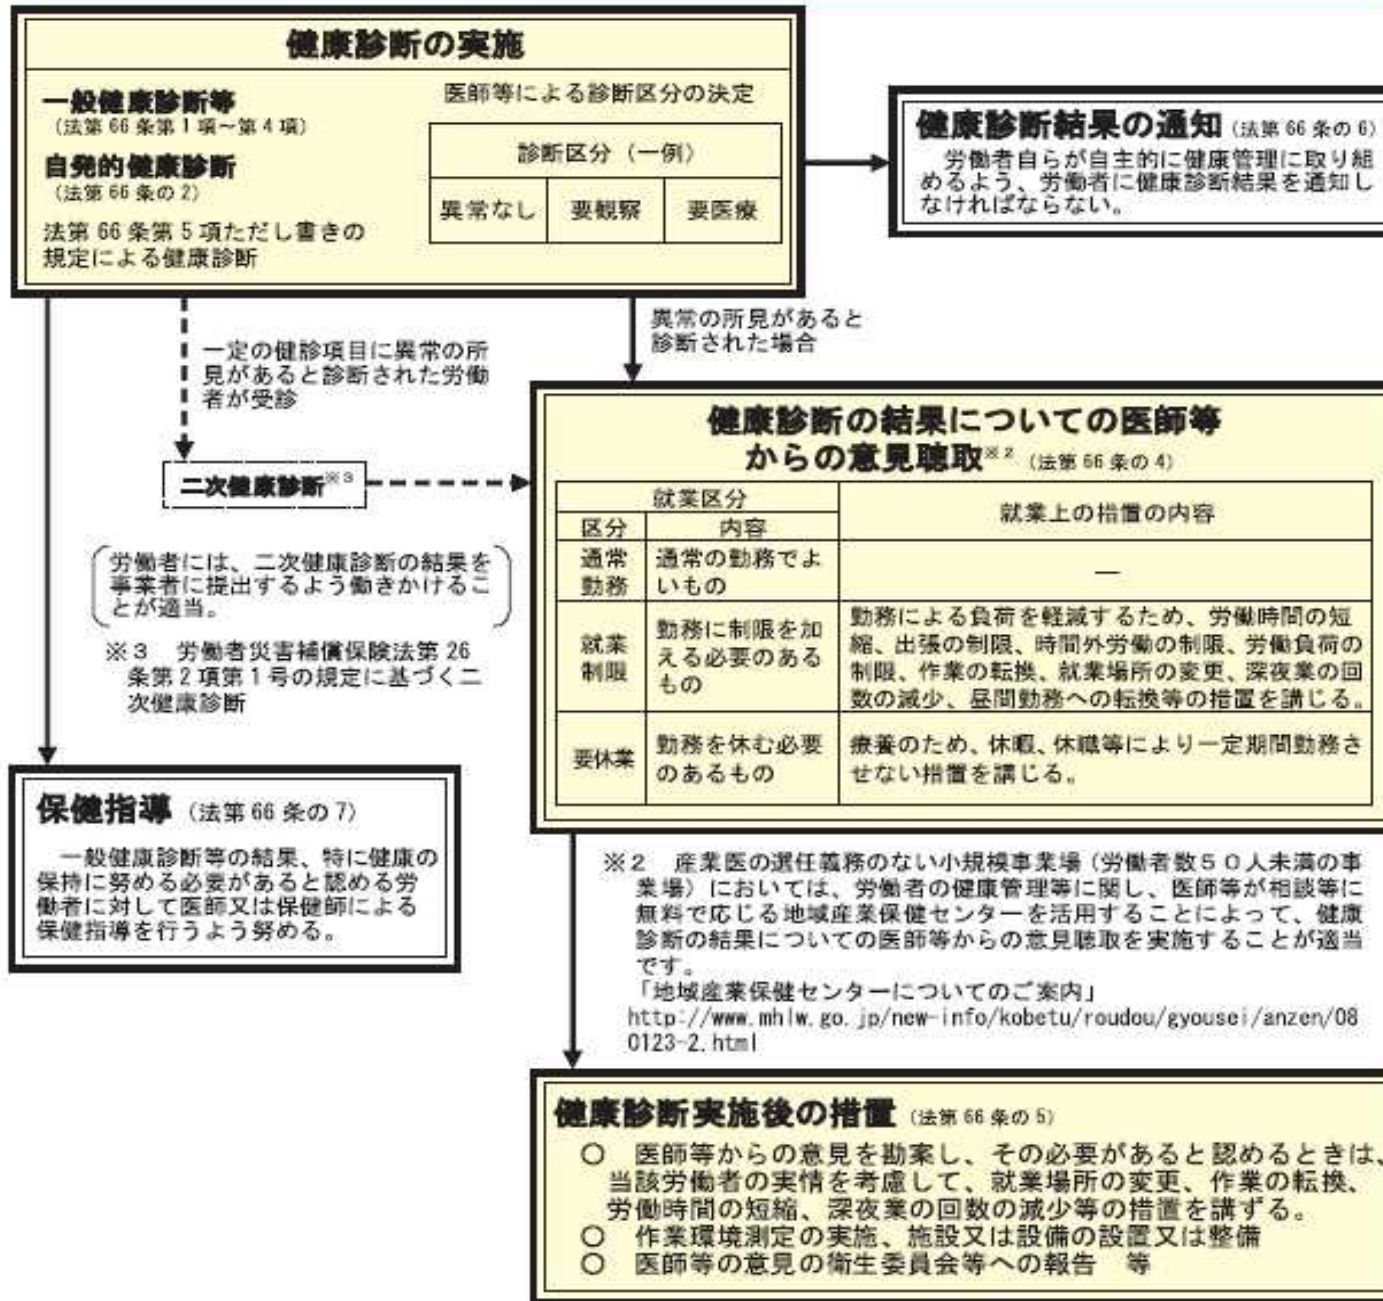 健康診断の実施
一般健康診断等
(法第66条第1項~第4項)
自発的健康診断
(法第66条の2)
法第66条第5項ただし書きの
規定による健康診断
医師等による診断区分の決定
診断区分(一例)
異常なし 要観察 要医療
健康診断結果の通知(法第66条の6)
労働者自らが自主的に健康管理に取り組
めるよう、労働者に健康診断結果を通知し
なければならない。
一定の健診項目に異常の所
見があると診断された労働
者が受診
異常の所見があると
診断された場合
二次健康診断※3
労働者には、二次健康診断の結果を
事業者に提出するよう働きかけるこ
とが適当。
※3 労働者災害補償保険法第26
条第2項第1号の規定に基づく二
次健康診断
健康診断の結果についての医師等
からの意見聴取※2(法第66条の4)
就業区分
就業上の措置の内容
区分 内容
通常
勤務
通常の勤務でよ
いもの
―
就業
制限
勤務に制限を加
える必要のある
もの
勤務による負荷を軽減するため、労働時間の短
縮、出張の制限、時間外労働の制限、労働負荷の
制限、作業の転換、就業場所の変更、深夜業の回
数の減少、昼間勤務への転換等の措置を講じる。
要休業
勤務を休む必要
のあるもの
療養のため、休暇、休職等により一定期間勤務さ
せない措置を講じる。
保健指導(法第66条の7)
一般健康診断等の結果、特に健康の
保持に努める必要があると認める労
働者に対して医師又は保健師による
保健指導を行うよう努める。
※2 産業医の選任義務のない小規模事業場(労働者数50人未満の事
業場)においては、労働者の健康管理等に関し、医師等が相談等に
無料で応じる地域産業保健センターを活用することによって、健康
診断の結果についての医師等からの意見聴取を実施することが適当
です。
「地域産業保健センターについてのご案内」
http://www.mhlw.go.jp/new-info/kobetu/roudou/gyousei/anzen/08
0123-2.html
健康診断実施後の措置(法第66条の5)
○ 医師等からの意見を勘案し、その必要があると認めるときは、
当該労働者の実情を考慮して、就業場所の変更、作業の転換、
労働時間の短縮、深夜業の回数の減少等の措置を講ずる。
○ 作業環境測定の実施、施設又は設備の設置又は整備
○ 医師等の意見の衛生委員会等への報告 等